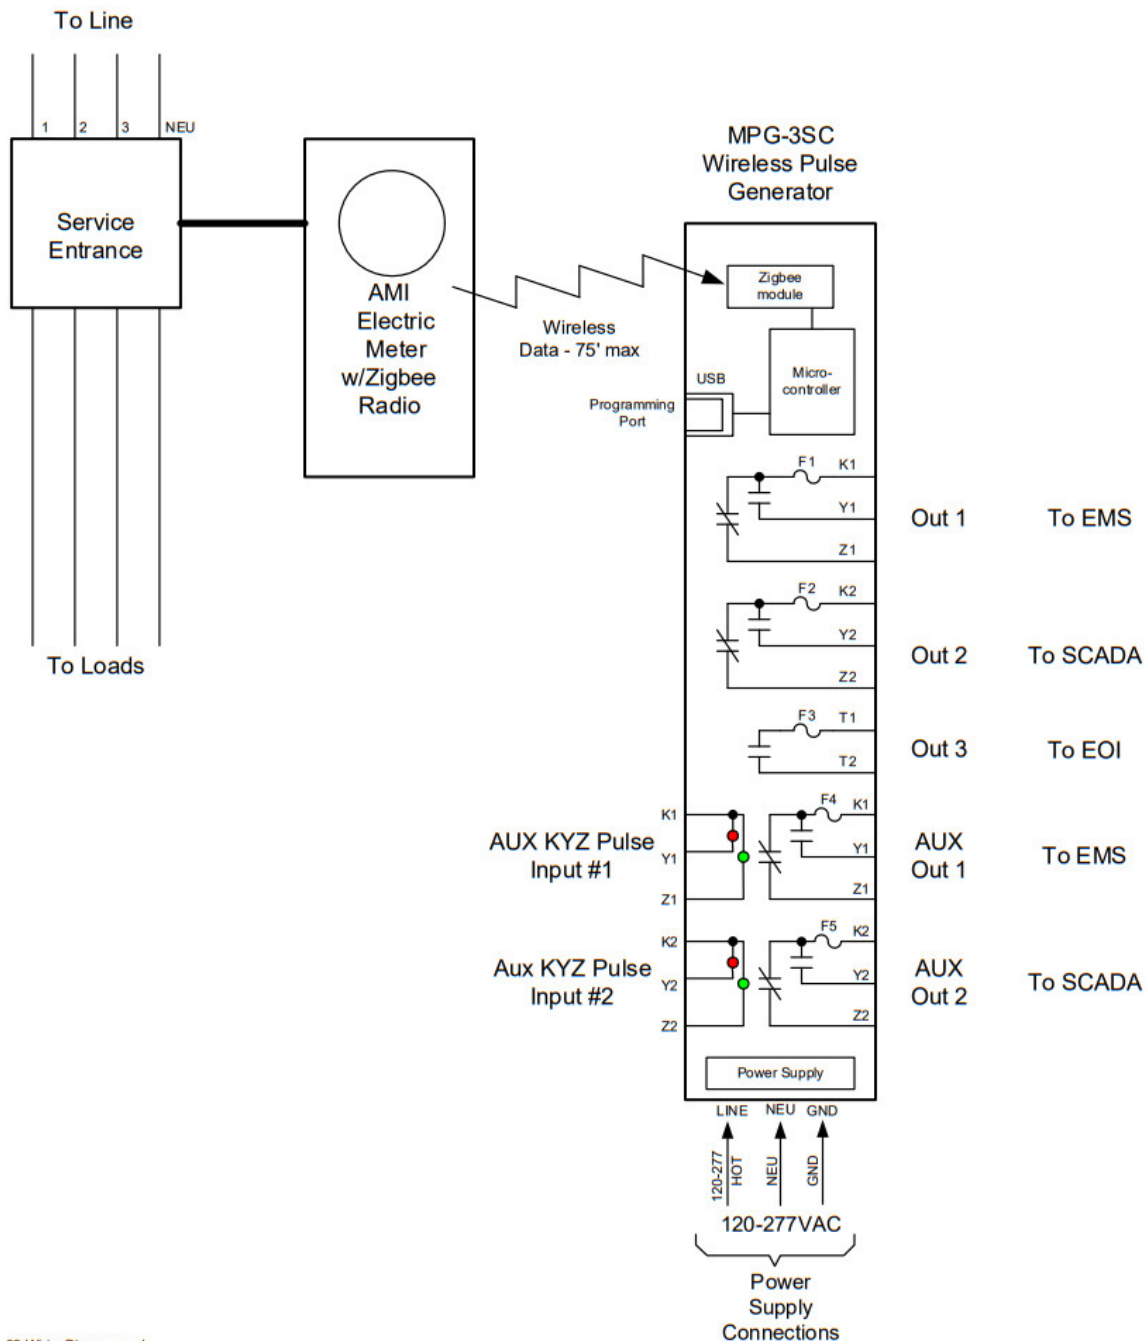 To Line
1
2
3
NEU
Service
Entrance
AMI
Electric
Meter
w/Zigbee
Radio
Wireless
Data - 75' max
MPG-3SC
Wireless Pulse
Generator
Zigbee
module
Micro-
controller
USB
Programming
Port
F1 K1
Y1
Z1
Out 1 To EMS
F2 K2
Y2
Z2
Out 2 To SCADA
F3 T1
T2
Out 3 To EOI
AUX KYZ Pulse
Input #1
K1
Y1
Z1
F4 K1
Y1
Z1
AUX
Out 1
To EMS
Aux KYZ Pulse
Input #2
K2
Y2
Z2
F5 K2
Y2
Z2
AUX
Out 2
To SCADA
Power Supply
LINE NEU GND
120-277
HOT
NEU
GND
120-277VAC
Power
Supply
Connections
To Loads